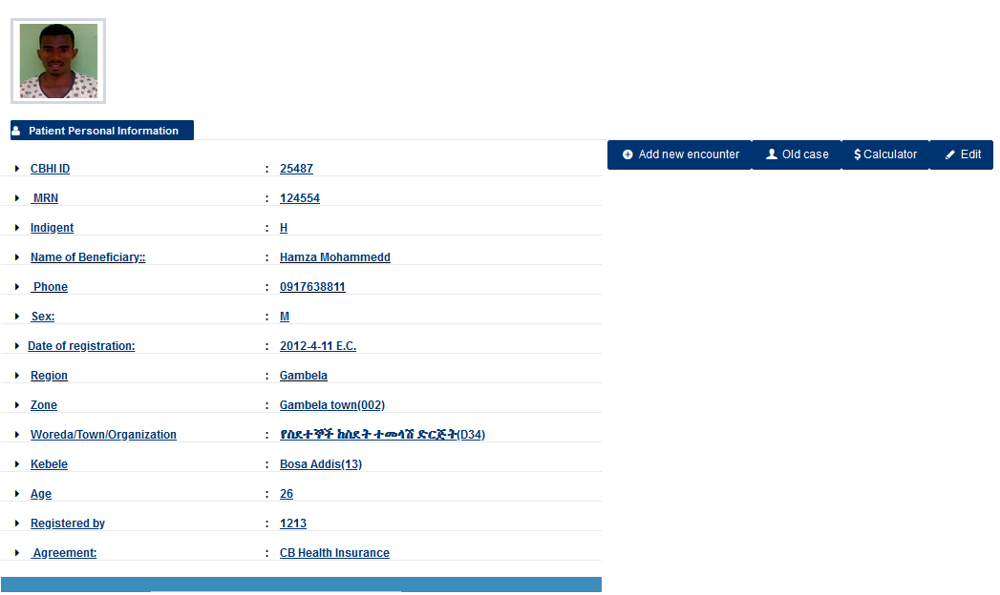 Patient Personal Information
Add new encounter Old case $ Calculator Edit
CBHI ID : 25487
MRN : 124554
Indigent : H
Name of Beneficiary:: : Hamza Mohammedd
Phone : 0917638811
Sex: : M
Date of registration: : 2012-4-11 E.C.
Region : Gambela
Zone : Gambela town(002)
Woreda/Town/Organization : የስደተኞች ከስደት ተመላሽ ድርጅት(D34)
Kebele : Bosa Addis(13)
Age : 26
Registered by : 1213
Agreement: : CB Health Insurance